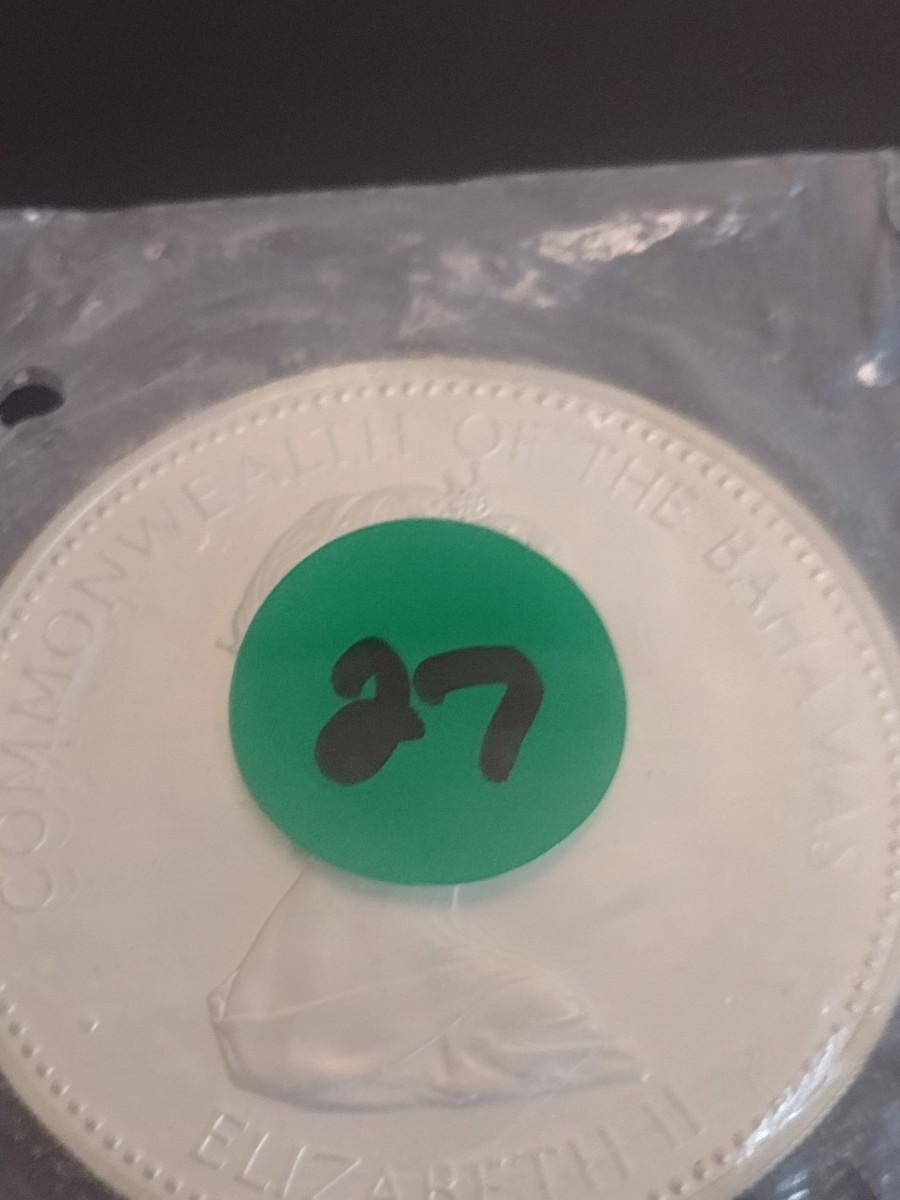 COMMONWEALTH OF THE BAHAMAS
27
ELIZABETH II